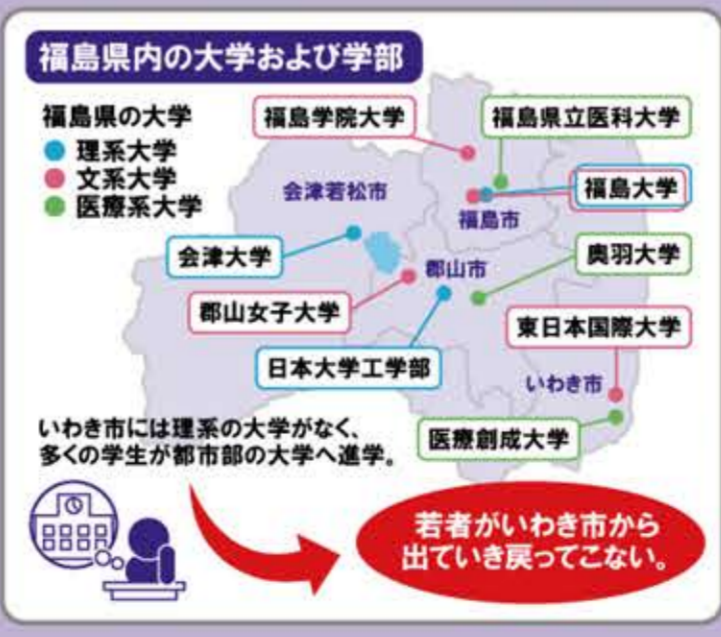 福島県内の大学および学部
福島県の大学
理系大学
文系大学
医療系大学
福島学院大学
福島県立医科大学
会津若松市
福島大学
福島市
会津大学
郡山市
奥羽大学
郡山女子大学
東日本国際大学
日本大学工学部
いわき市
医療創成大学
いわき市には理系の大学がなく、
多くの学生が都市部の大学へ進学。
若者がいわき市から
出ていき戻ってこない。